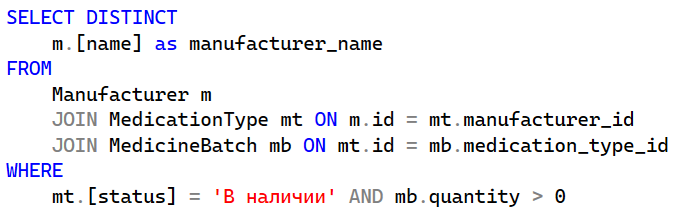 SELECT DISTINCT
    m.[name] as manufacturer_name
FROM
    Manufacturer m
    JOIN MedicationType mt ON m.id = mt.manufacturer_id
    JOIN MedicineBatch mb ON mt.id = mb.medication_type_id
WHERE
    mt.[status] = 'В наличии' AND mb.quantity > 0